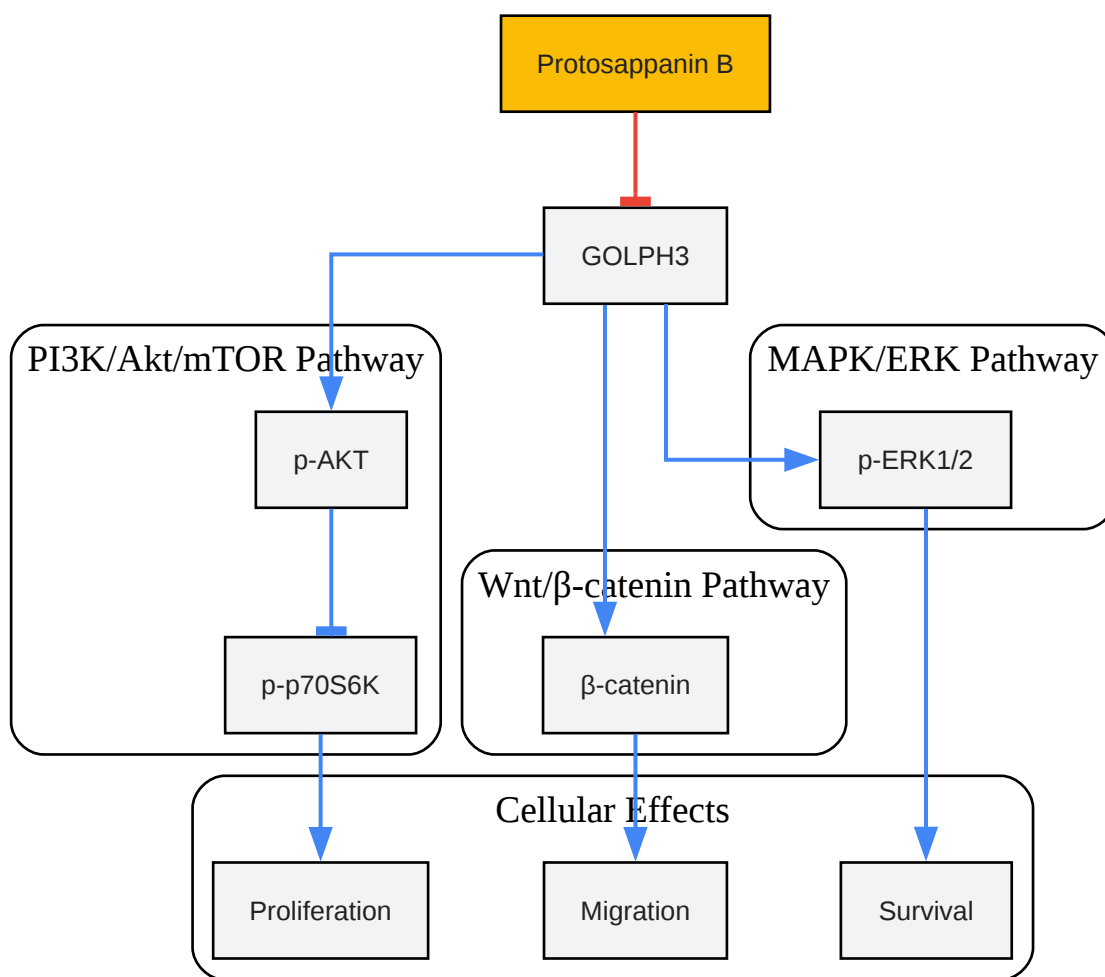 Protosappanin B
GOLPH3
PI3K/Akt/mTOR Pathway
MAPK/ERK Pathway
p-AKT
p-ERK1/2
Wnt/β-catenin Pathway
p-p70S6K
β-catenin
Cellular Effects
Proliferation
Migration
Survival